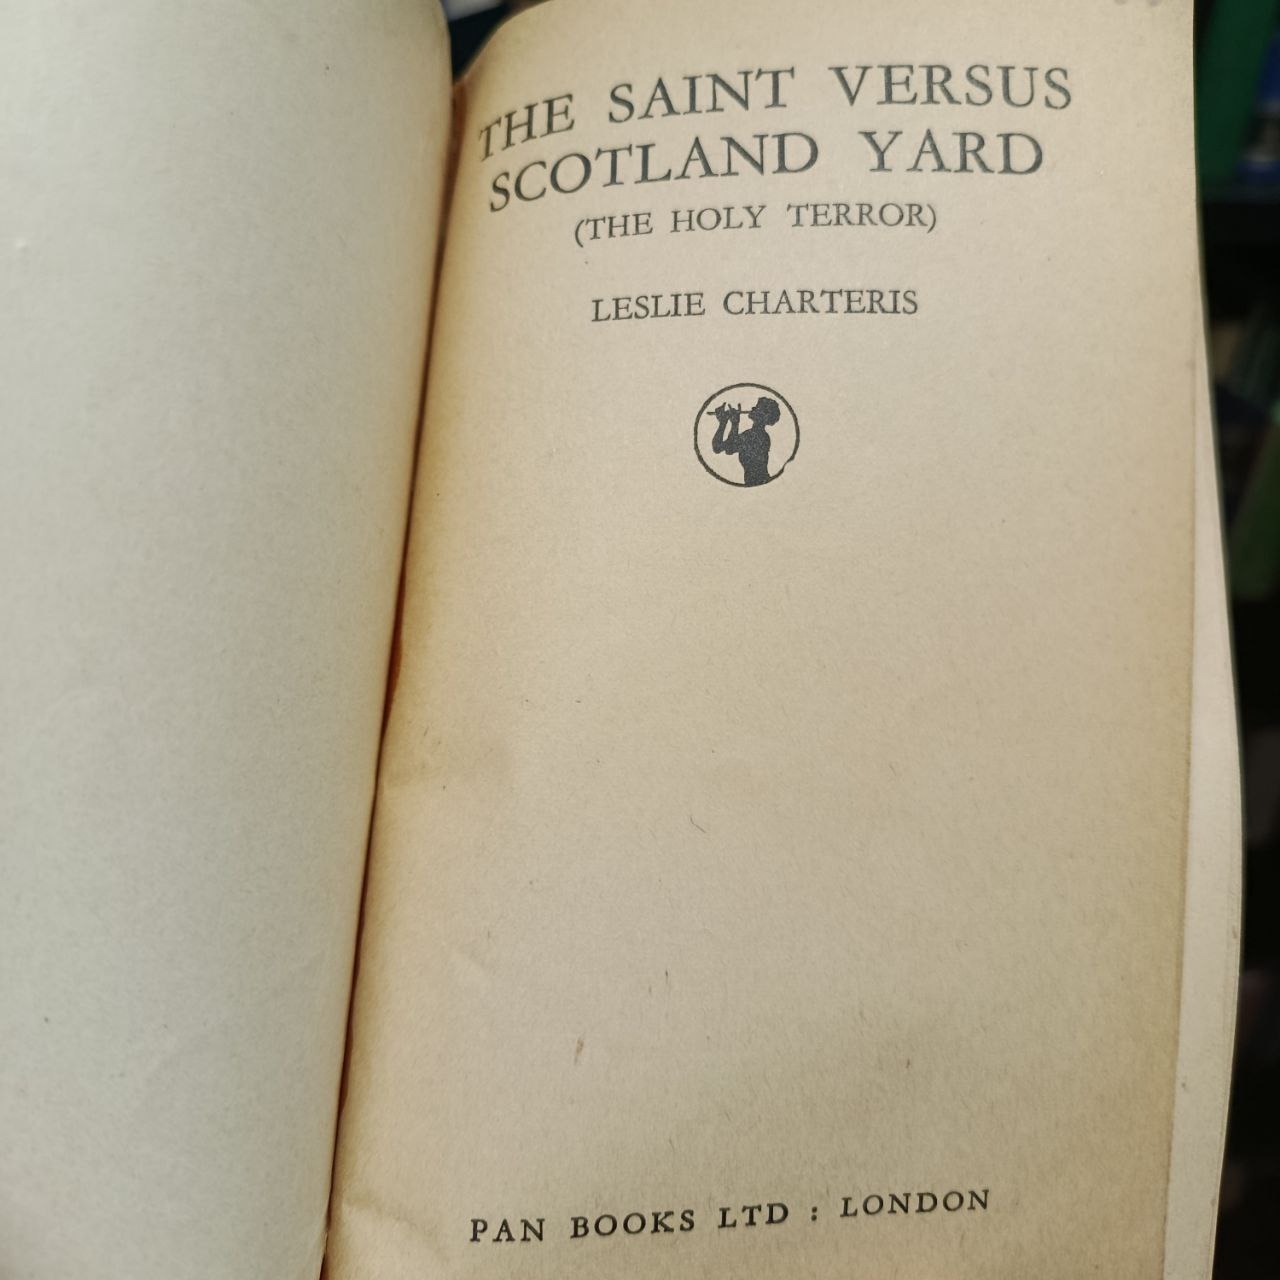 THE SAINT VERSUS
SCOTLAND YARD
(THE HOLY TERROR)
LESLIE CHARTERIS
PAN BOOKS LTD : LONDON